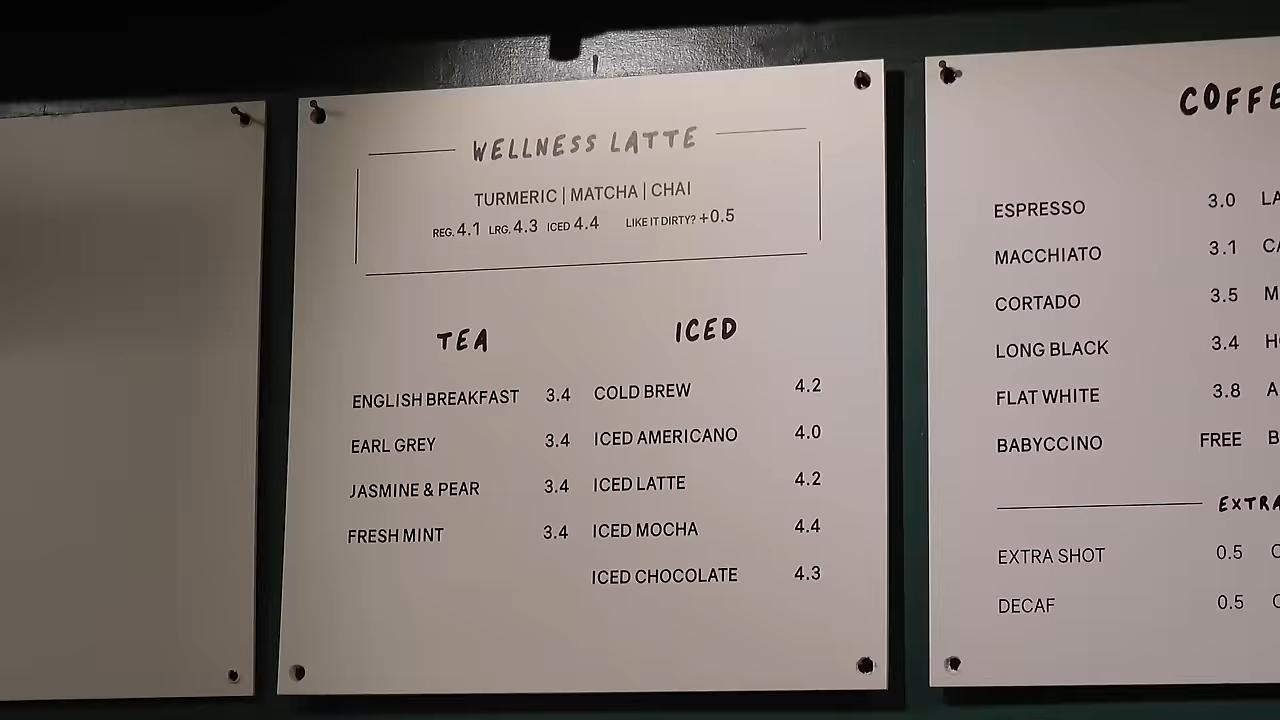 WELLNESS LATTE
TURMERIC | MATCHA | CHAI
REG. 4.1 LRG. 4.3 ICED 4.4 LIKE IT DIRTY? +0.5
TEA
ENGLISH BREAKFAST 3.4
EARL GREY 3.4
JASMINE & PEAR 3.4
FRESH MINT 3.4
ICED
COLD BREW 4.2
ICED AMERICANO 4.0
ICED LATTE 4.2
ICED MOCHA 4.4
ICED CHOCOLATE 4.3
ESPRESSO 3.0
MACCHIATO 3.1
CORTADO 3.5
LONG BLACK 3.4
FLAT WHITE 3.8
BABYCCINO FREE
EXTRA SHOT 0.5
DECAF 0.5